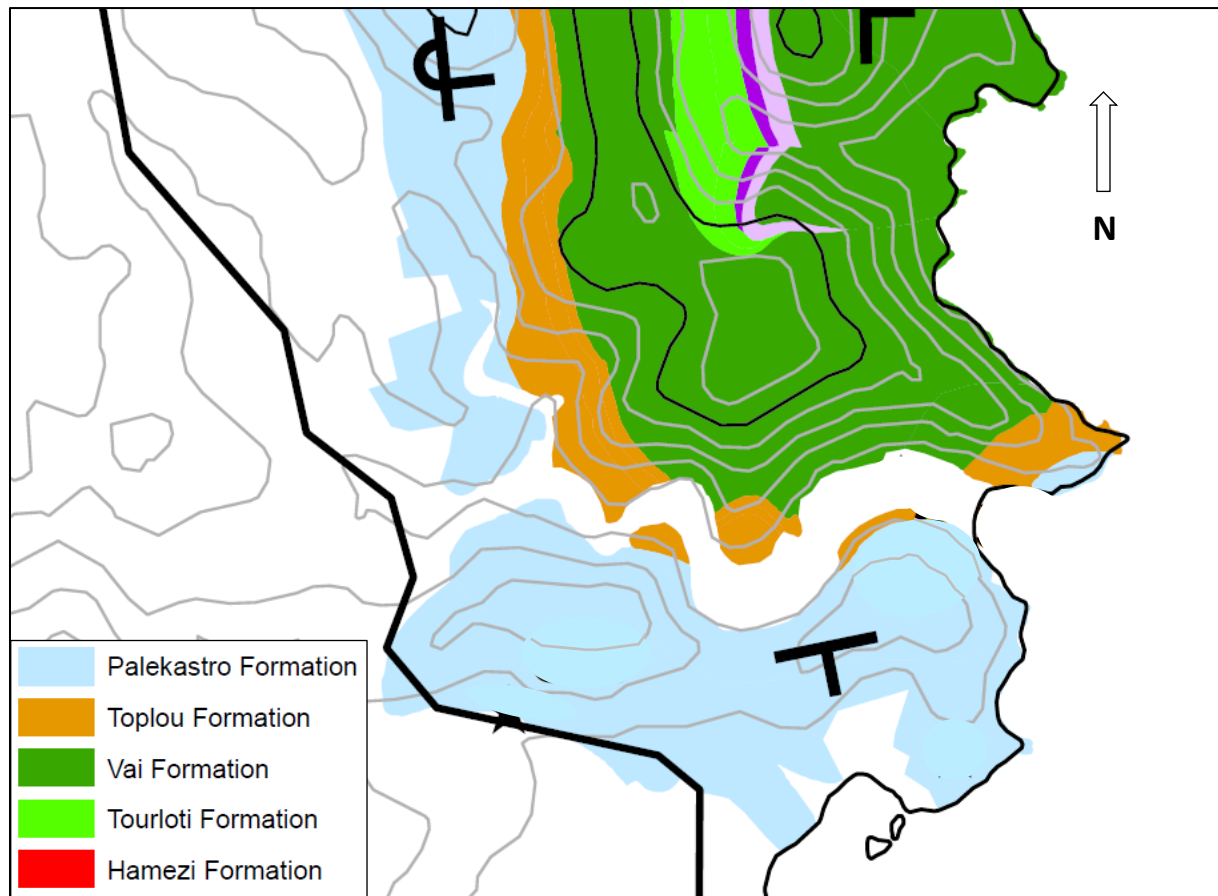 N
Palekastro Formation
Toplou Formation
Vai Formation
Tourloti Formation
Hamezi Formation